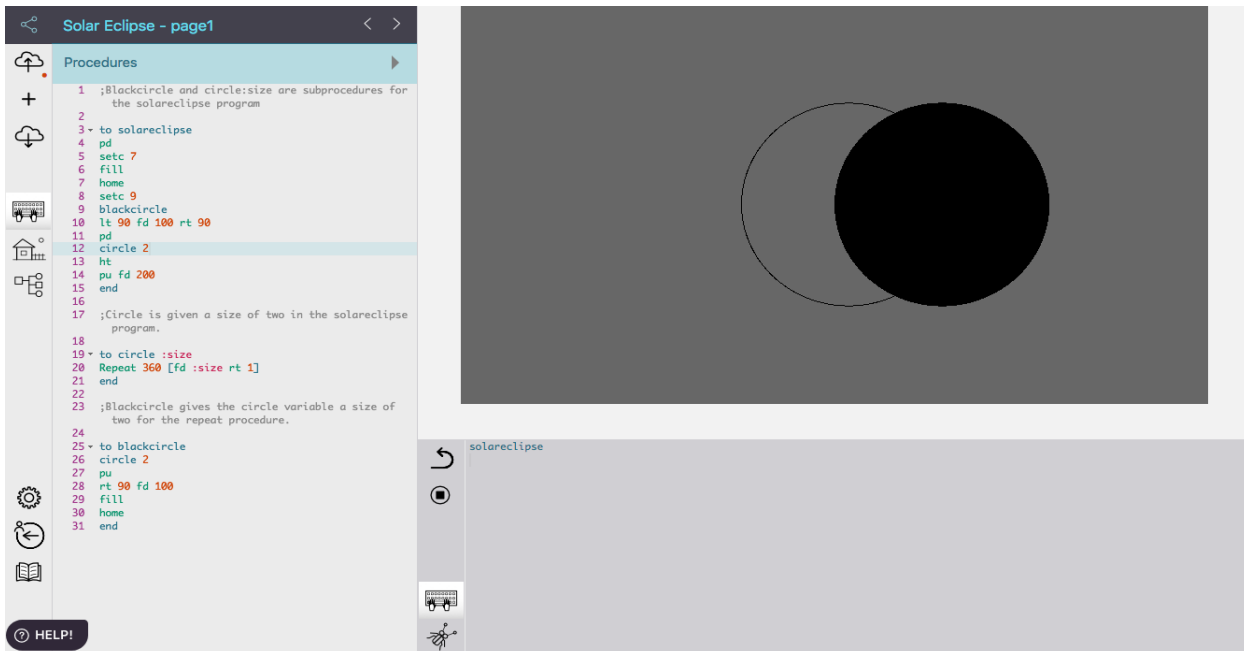 Solar Eclipse - page1
Procedures
1 ;Blackcircle and circle:size are subprocedures for
the solareclipse program
2
3 to solareclipse
4 pd
5 setc 7
6 fill
7 home
8 setc 9
9 blackcircle
10 lt 90 fd 100 rt 90
11 pd
12 circle 2
13 ht
14 pu fd 200
15 end
16
17 ;Circle is given a size of two in the solareclipse
program.
18
19 to circle :size
20 Repeat 360 [fd :size rt 1]
21 end
22
23 ;Blackcircle gives the circle variable a size of
two for the repeat procedure.
24
25 to blackcircle
26 circle 2
27 pu
28 rt 90 fd 100
29 fill
30 home
31 end
? HELP!
solareclipse